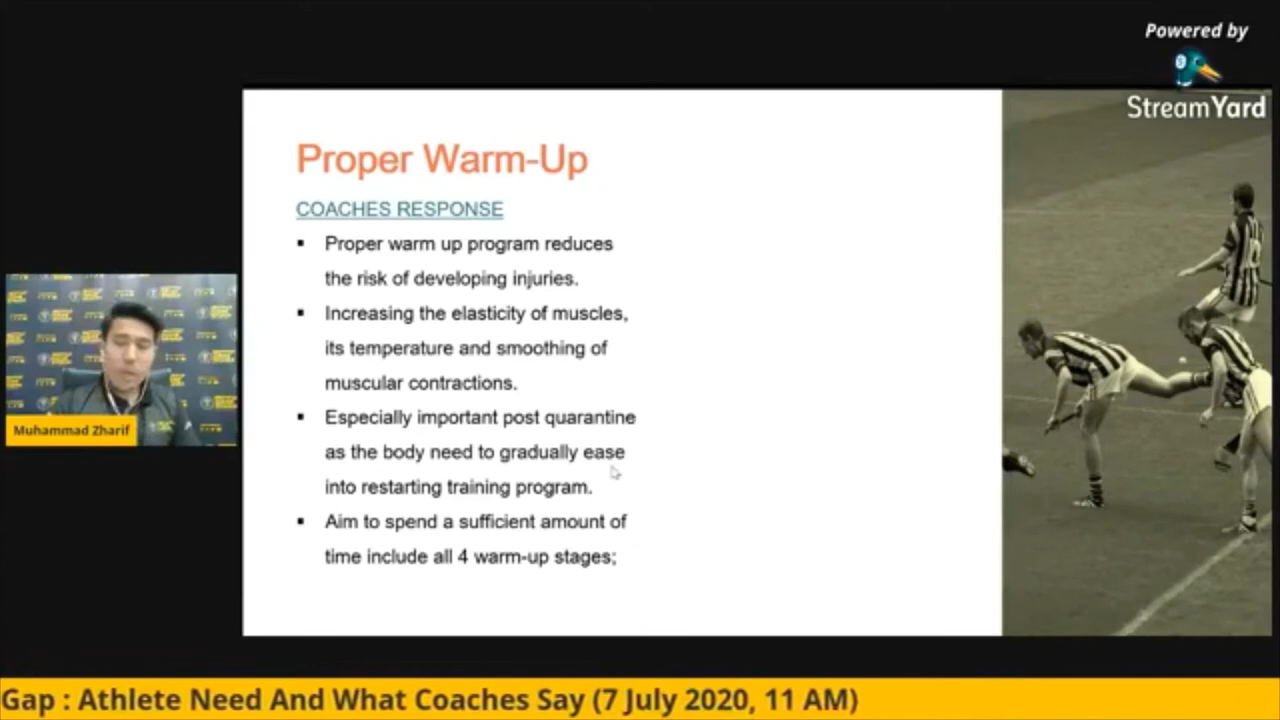 Powered by
StreamYard
Proper Warm-Up
COACHES RESPONSE
▪ Proper warm up program reduces
the risk of developing injuries.
▪ Increasing the elasticity of muscles,
its temperature and smoothing of
muscular contractions.
▪ Especially important post quarantine
as the body need to gradually ease
into restarting training program.
▪ Aim to spend a sufficient amount of
time include all 4 warm-up stages;
Muhammad Zharif
Gap : Athlete Need And What Coaches Say (7 July 2020, 11 AM)